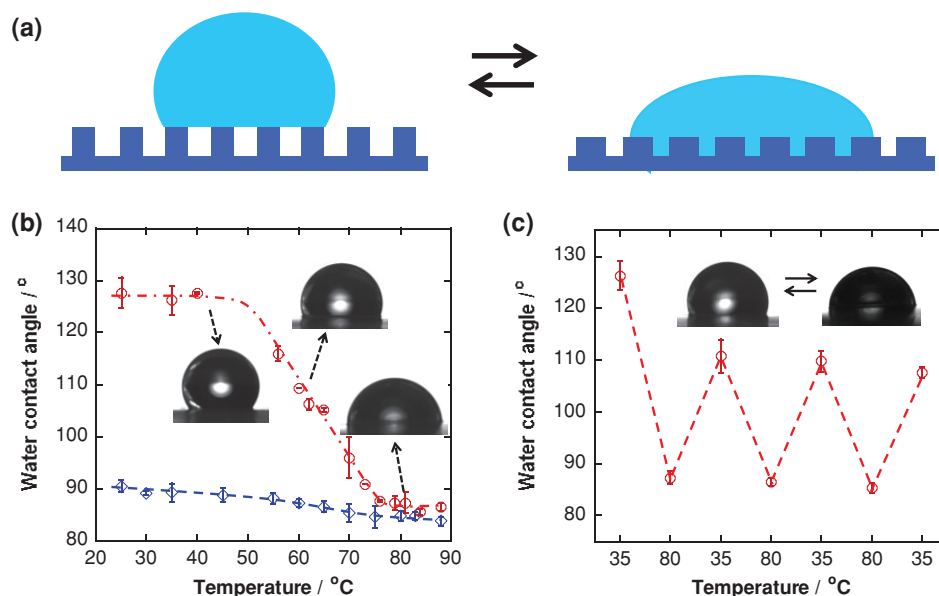 (a)
(b)
140
130
120
110
100
90
80
20 30 40 50 60 70 80 90
Water contact angle / °
Temperature / °C
(c)
130
120
110
100
90
80
35 80 35 80 35 80 35
Water contact angle / °
Temperature / °C